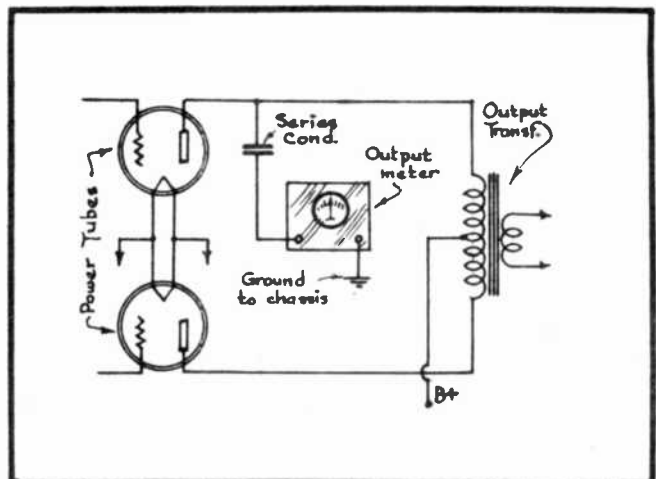 Series
Cond.
Output
Transf.
Output
meter
Power Tubes
Ground
to chassis
B+